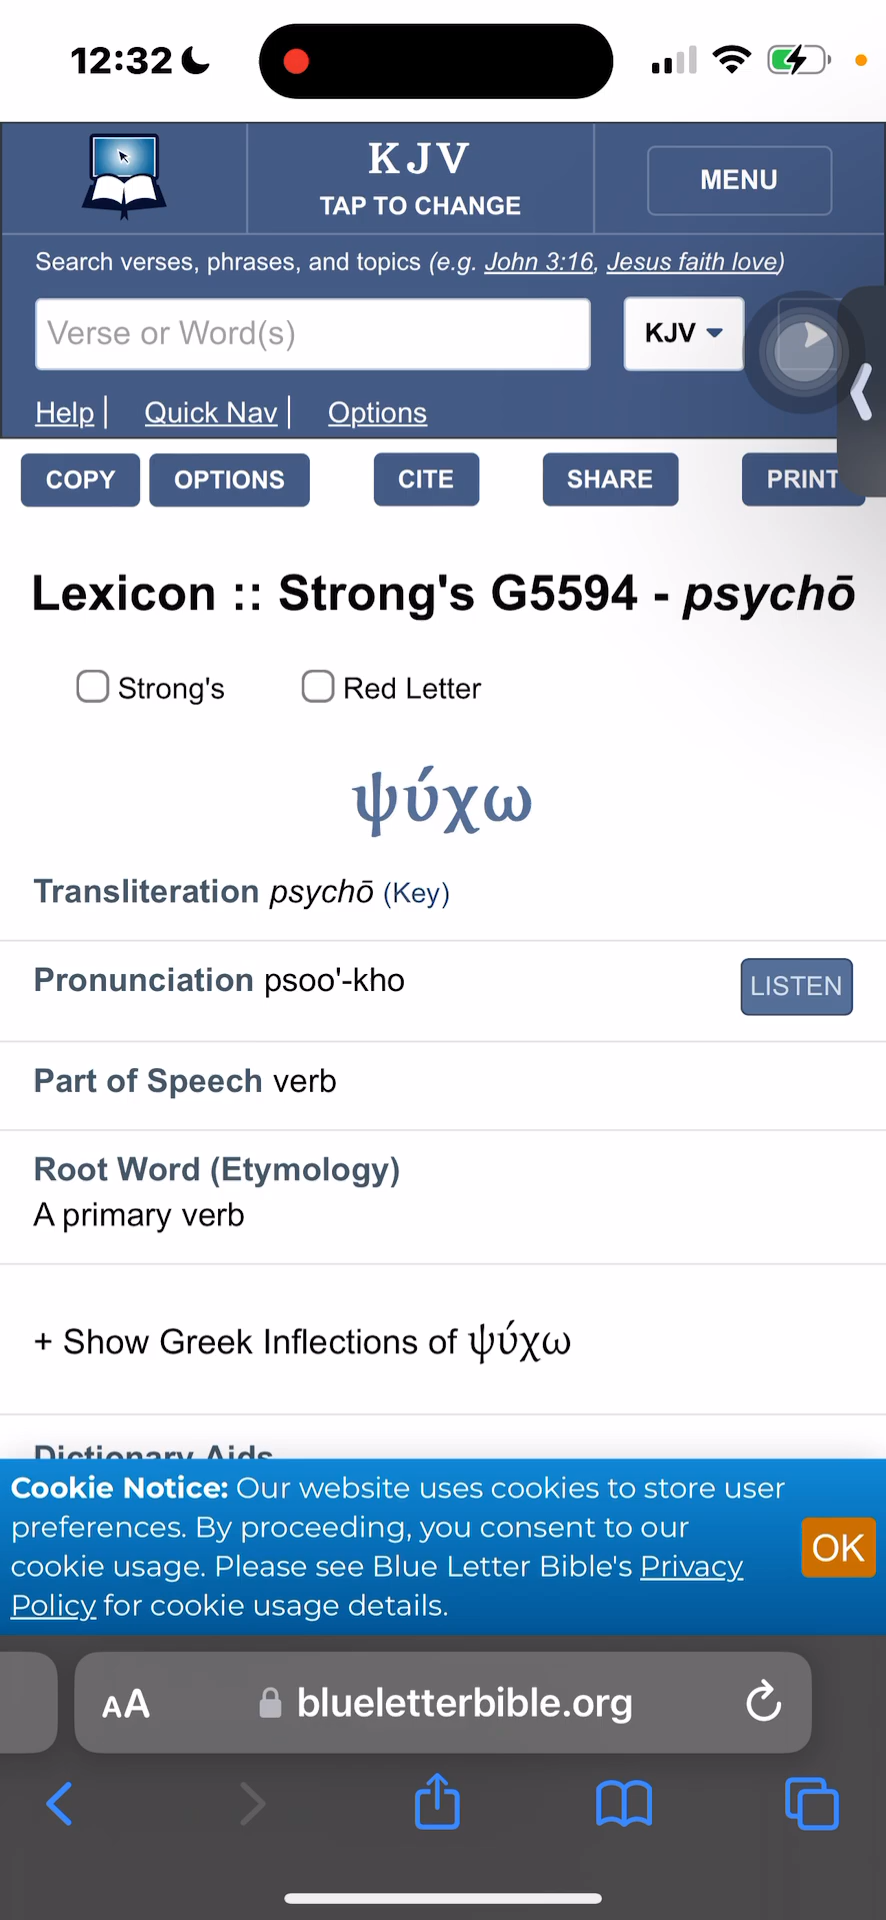 12:32
KJV
TAP TO CHANGE
MENU
Search verses, phrases, and topics (e.g. John 3:16, Jesus faith love)
Verse or Word(s)
KJV
Help | Quick Nav | Options
COPY OPTIONS CITE SHARE PRINT
Lexicon :: Strong's G5594 - psychō
Strong's Red Letter
ψύχω
Transliteration psychō (Key)
Pronunciation psoo'-kho
LISTEN
Part of Speech verb
Root Word (Etymology)
A primary verb
+ Show Greek Inflections of ψύχω
Dictionary Aids
Cookie Notice: Our website uses cookies to store user
preferences. By proceeding, you consent to our
cookie usage. Please see Blue Letter Bible's Privacy
Policy for cookie usage details.
OK
AA blueletterbible.org